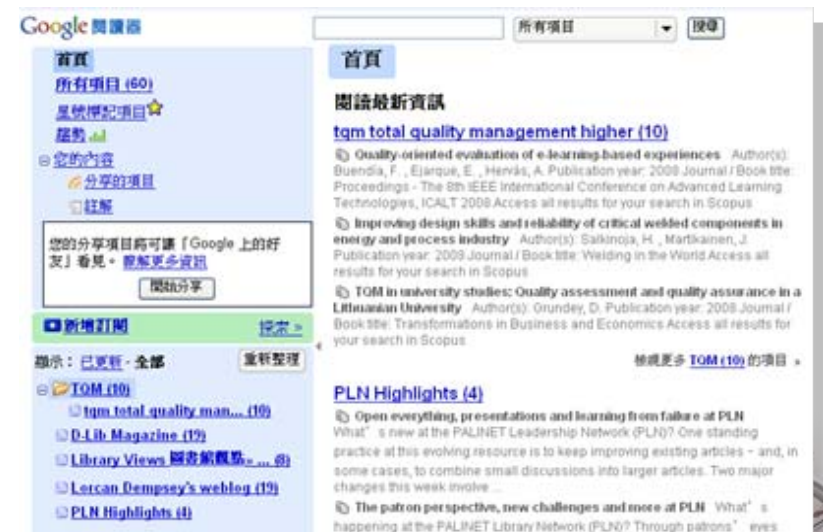 Google 閱讀器
所有項目
搜尋
首頁
所有項目 (60)
星號標記項目
趨勢
您的內容
分享的項目
註解
您的分享項目將可讓「Google 上的好
友」看見。 瞭解更多資訊
開始分享
新增訂閱
探索 »
顯示： 已更新 - 全部
重新整理
TQM (10)
tqm total quality man... (10)
D-Lib Magazine (19)
Library Views 圖書館觀點 ... (8)
Lorcan Dempsey's weblog (19)
PLN Highlights (4)
首頁
閱讀最新資訊
tqm total quality management higher (10)
Quality-oriented evaluation of e-learning-based experiences Author(s):
Buendía, F. , Ejarque, E. , Hervás, A. Publication year: 2008 Journal / Book title:
Proceedings - The 8th IEEE International Conference on Advanced Learning
Technologies, ICALT 2008 Access all results for your search in Scopus
Improving design skills and reliability of critical welded components in
energy and process industry Author(s): Salkinoja, H. , Martikainen, J.
Publication year: 2009 Journal / Book title: Welding in the World Access all
results for your search in Scopus
TQM in university studies: Quality assessment and quality assurance in a
Lithuanian University Author(s): Grundey, D. Publication year: 2008 Journal /
Book title: Transformations in Business and Economics Access all results for
your search in Scopus
檢視更多 TQM (10) 的項目 »
PLN Highlights (4)
Open everything, presentations and learning from failure at PLN
What’s new at the PALINET Leadership Network (PLN)? One standing
practice at this evolving resource is to keep improving existing articles – and, in
some cases, to combine small discussions into larger articles. Two major
changes this week involve ...
The patron perspective, new challenges and more at PLN What’s
happening at the PALINET Library Network (PLN)? Through patrons’ eyes